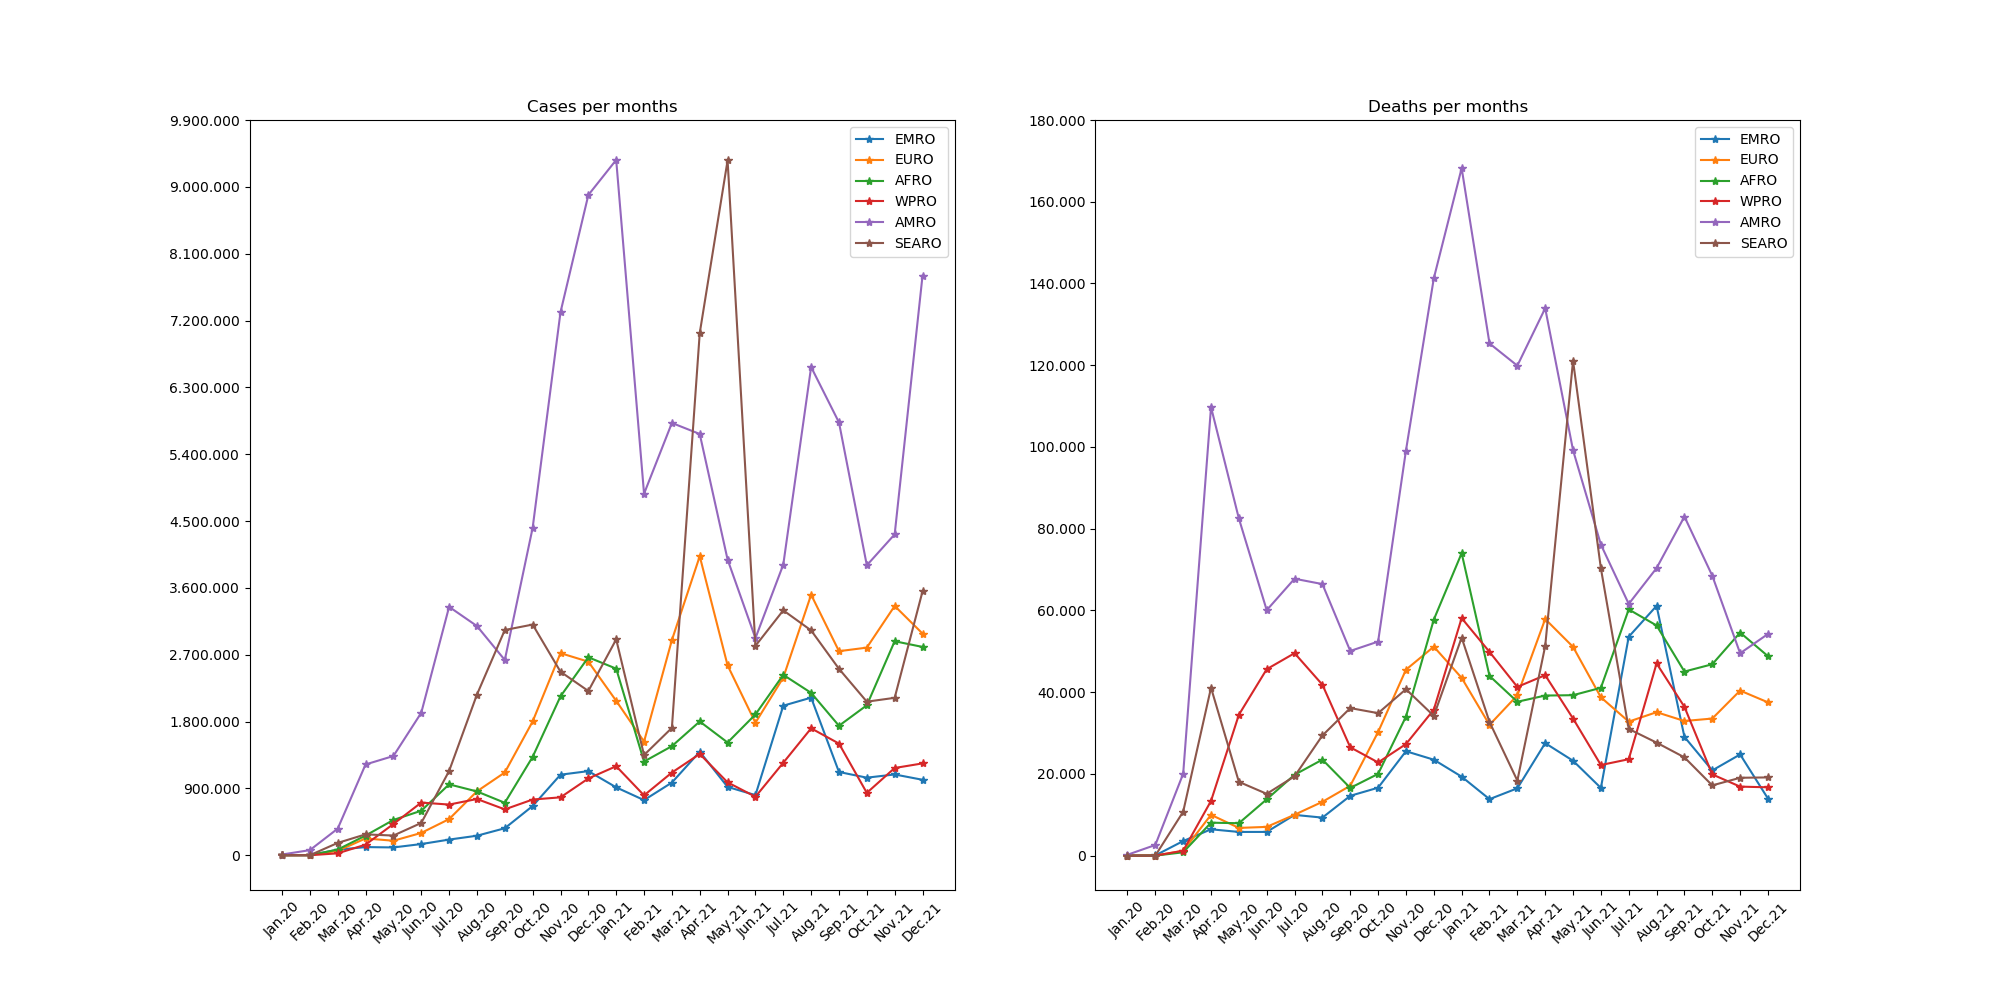 Cases per months
9.900.000
9.000.000
8.100.000
7.200.000
6.300.000
5.400.000
4.500.000
3.600.000
2.700.000
1.800.000
900.000
0
EMRO
EURO
AFRO
WPRO
AMRO
SEARO
Jan.20
Feb.20
Mar.20
Apr.20
May.20
Jun.20
Jul.20
Aug.20
Sep.20
Oct.20
Nov.20
Dec.20
Jan.21
Feb.21
Mar.21
Apr.21
May.21
Jun.21
Jul.21
Aug.21
Sep.21
Oct.21
Nov.21
Dec.21
Deaths per months
180.000
160.000
140.000
120.000
100.000
80.000
60.000
40.000
20.000
0
EMRO
EURO
AFRO
WPRO
AMRO
SEARO
Jan.20
Feb.20
Mar.20
Apr.20
May.20
Jun.20
Jul.20
Aug.20
Sep.20
Oct.20
Nov.20
Dec.20
Jan.21
Feb.21
Mar.21
Apr.21
May.21
Jun.21
Jul.21
Aug.21
Sep.21
Oct.21
Nov.21
Dec.21